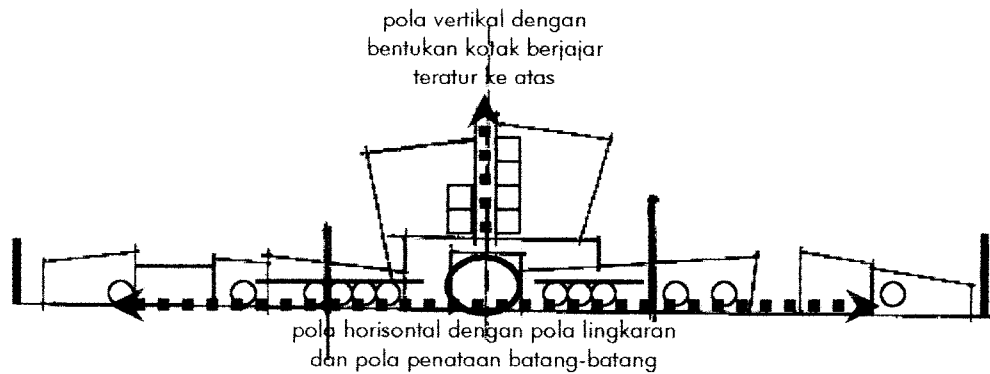 pola vertikal dengan
bentukan kotak berjajar
teratur ke atas
pola horisontal dengan pola lingkaran
dan pola penataan batang-batang